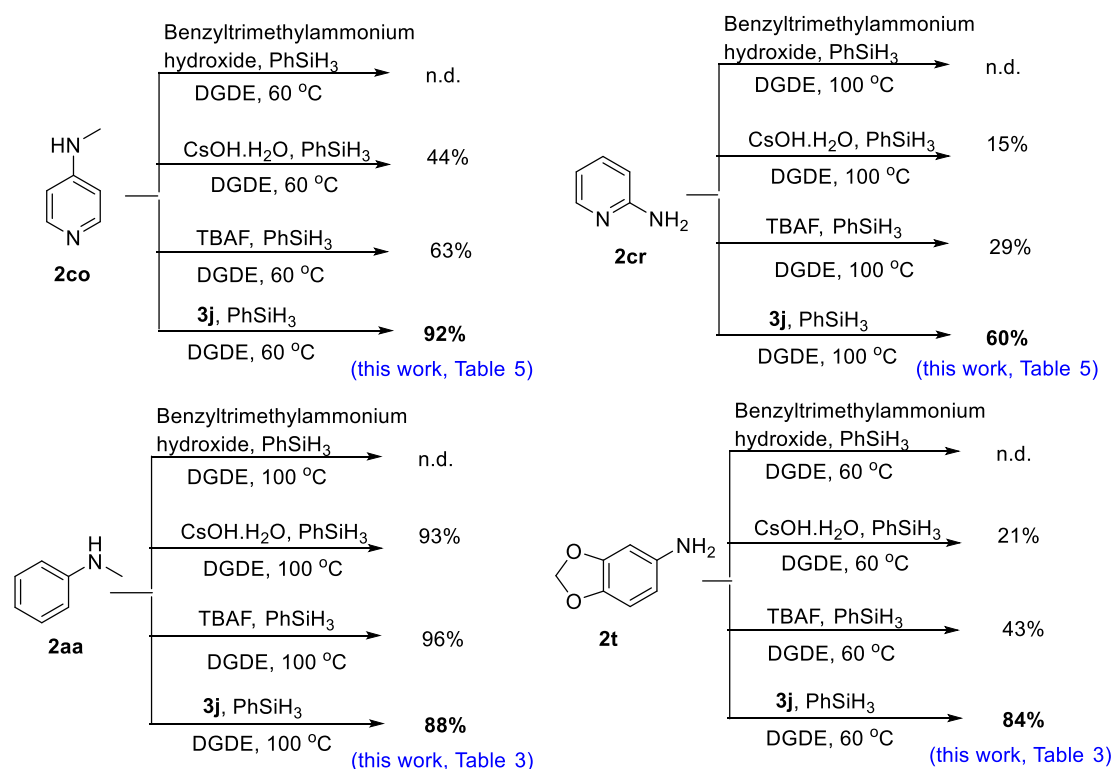 Benzyltrimethylammonium
hydroxide, PhSiH3
DGDE, 60 °C
n.d.
HN
N
2co
CsOH.H2O, PhSiH3
DGDE, 60 °C
44%
TBAF, PhSiH3
DGDE, 60 °C
63%
3j, PhSiH3
DGDE, 60 °C
92%
(this work, Table 5)
Benzyltrimethylammonium
hydroxide, PhSiH3
DGDE, 100 °C
n.d.
N
NH2
2cr
CsOH.H2O, PhSiH3
DGDE, 100 °C
15%
TBAF, PhSiH3
DGDE, 100 °C
29%
3j, PhSiH3
DGDE, 100 °C
60%
(this work, Table 5)
Benzyltrimethylammonium
hydroxide, PhSiH3
DGDE, 100 °C
n.d.
H
N
2aa
CsOH.H2O, PhSiH3
DGDE, 100 °C
93%
TBAF, PhSiH3
DGDE, 100 °C
96%
3j, PhSiH3
DGDE, 100 °C
88%
(this work, Table 3)
Benzyltrimethylammonium
hydroxide, PhSiH3
DGDE, 60 °C
n.d.
O
O
NH2
2t
CsOH.H2O, PhSiH3
DGDE, 60 °C
21%
TBAF, PhSiH3
DGDE, 60 °C
43%
3j, PhSiH3
DGDE, 60 °C
84%
(this work, Table 3)